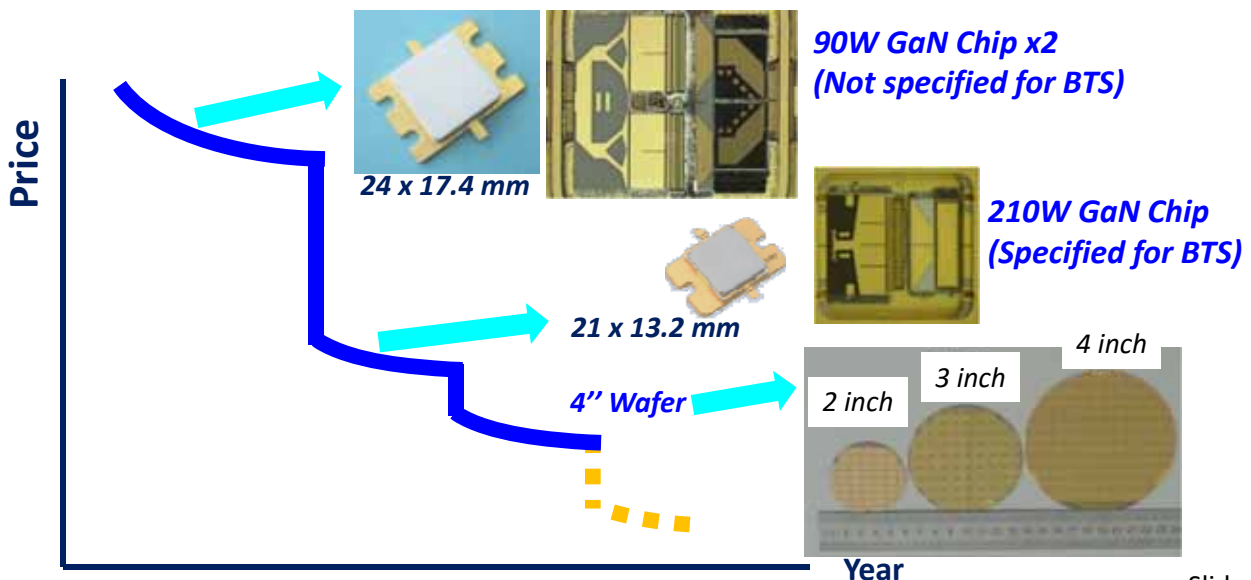 90W GaN Chip x2
(Not specified for BTS)
Price
24 x 17.4 mm
210W GaN Chip
(Specified for BTS)
21 x 13.2 mm
4 inch
3 inch
2 inch
4’’ Wafer
Year